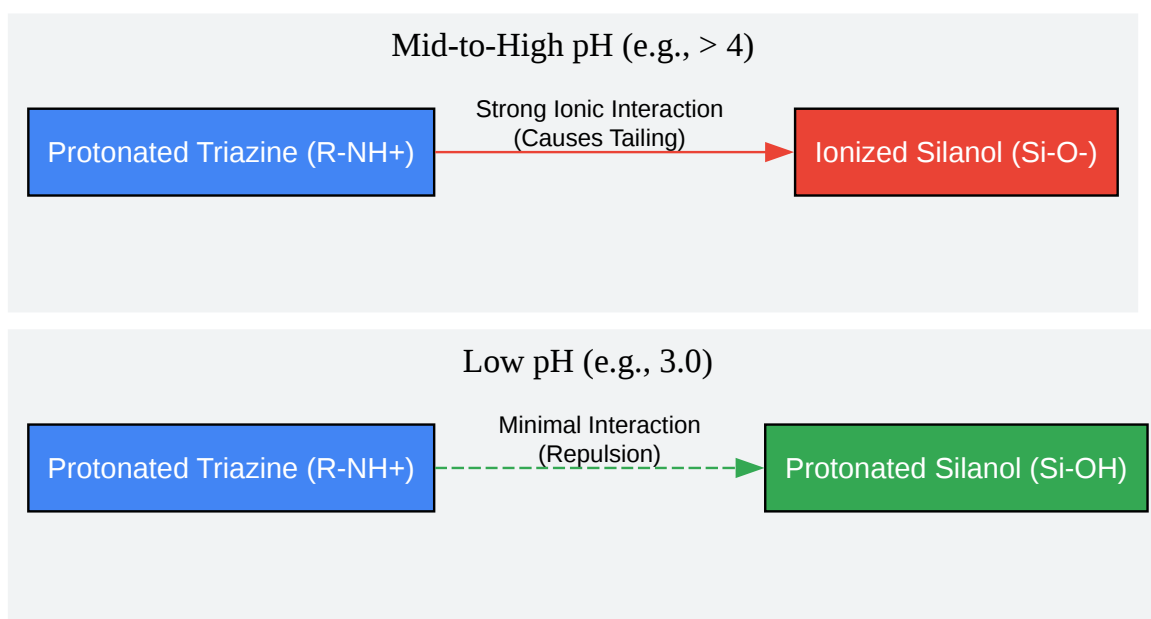 Mid-to-High pH (e.g., > 4)
Strong Ionic Interaction
(Causes Tailing)
Protonated Triazine (R-NH+)
Ionized Silanol (Si-O-)
Low pH (e.g., 3.0)
Minimal Interaction
(Repulsion)
Protonated Triazine (R-NH+)
Protonated Silanol (Si-OH)